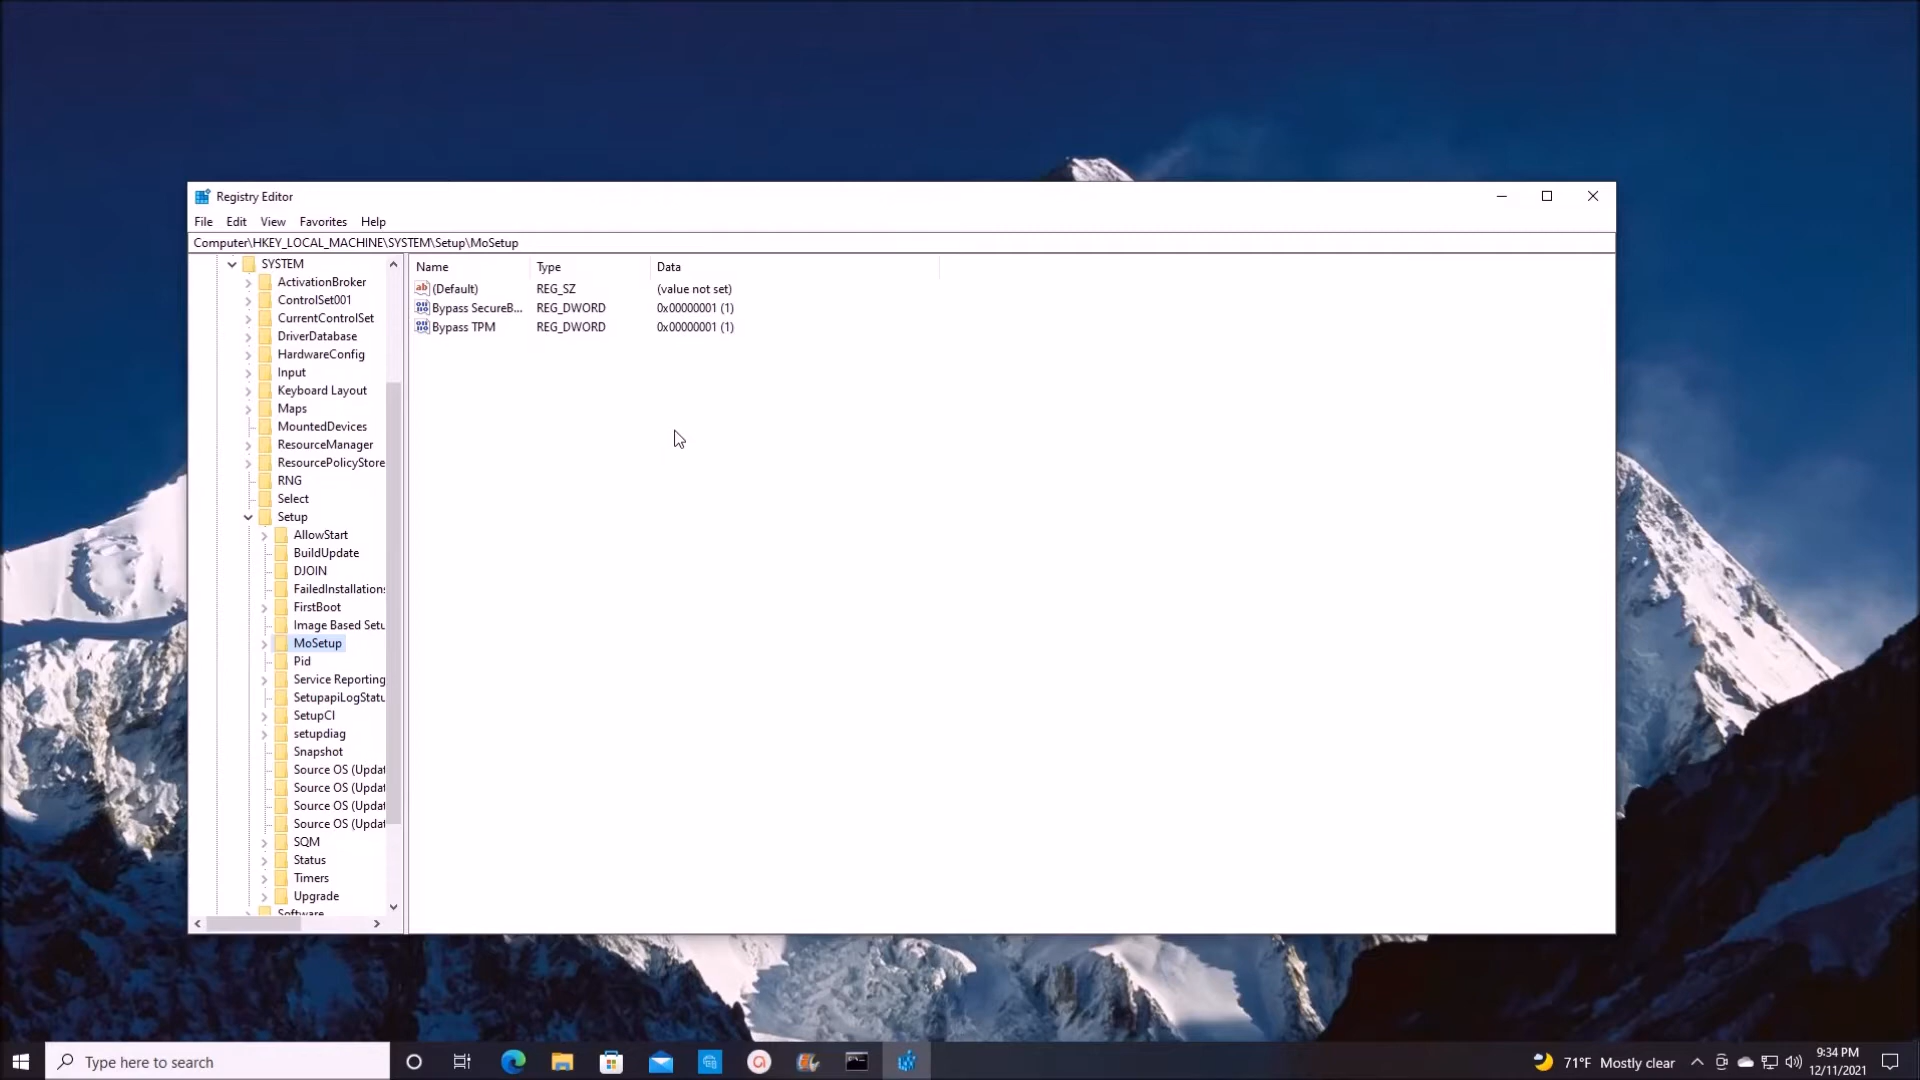 Registry Editor
File Edit View Favorites Help
Computer\HKEY_LOCAL_MACHINE\SYSTEM\Setup\MoSetup
SYSTEM
ActivationBroker
ControlSet001
CurrentControlSet
DriverDatabase
HardwareConfig
Input
Keyboard Layout
Maps
MountedDevices
ResourceManager
ResourcePolicyStore
RNG
Select
Setup
AllowStart
BuildUpdate
DJOIN
FailedInstallations
FirstBoot
Image Based Setu
MoSetup
Pid
Service Reporting
SetupapiLogStatu
SetupCl
setupdiag
Snapshot
Source OS (Updat
Source OS (Updat
Source OS (Updat
Source OS (Updat
SQM
Status
Timers
Upgrade
Software
Name Type Data
(Default) REG_SZ (value not set)
Bypass SecureB... REG_DWORD 0x00000001 (1)
Bypass TPM REG_DWORD 0x00000001 (1)
Type here to search
71°F Mostly clear
9:34 PM
12/11/2021